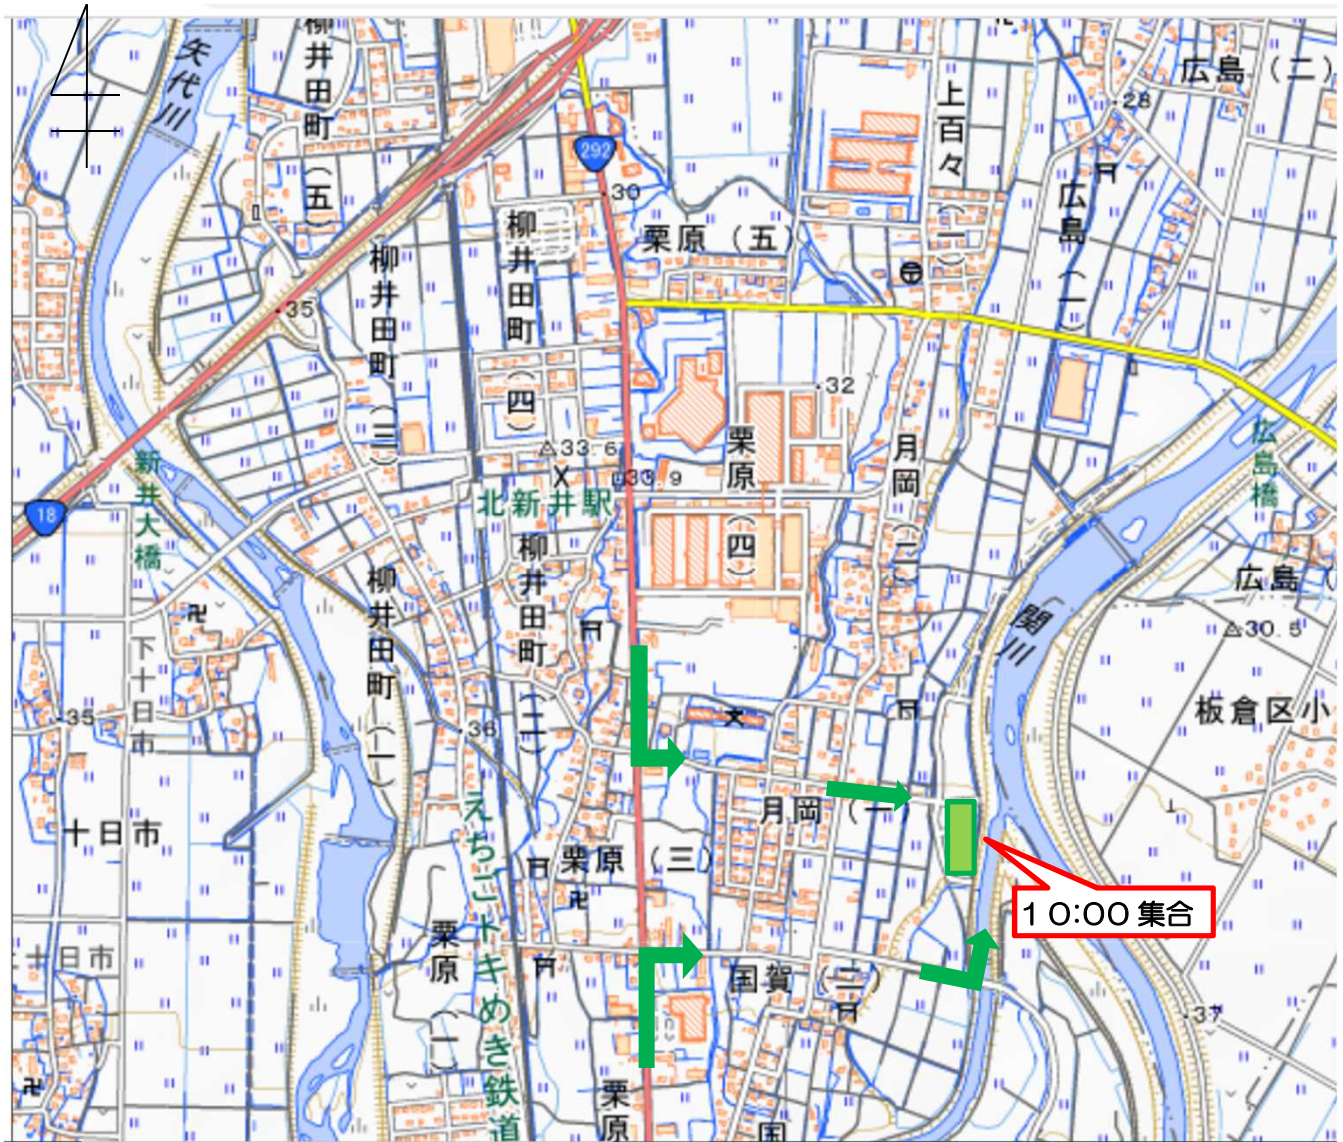 矢代川
柳井田町(五)
292
30
上百々(一)
広島(二)
28
広島(一)
栗原(五)
柳井田町(四)
柳井田町(三)
35
32
33.6
33.9
北新井駅
栗原(四)
月岡(二)
広島橋
18
新井大橋
柳井田町(一)
柳井田町(二)
関川
広島(
30.5
下十日市
35
36
板倉区小
十日市
えちごトキめき鉄道
栗原(三)
月岡(一
10:00集合
十日市
栗原(一)
国賀(二)
37
栗原
国